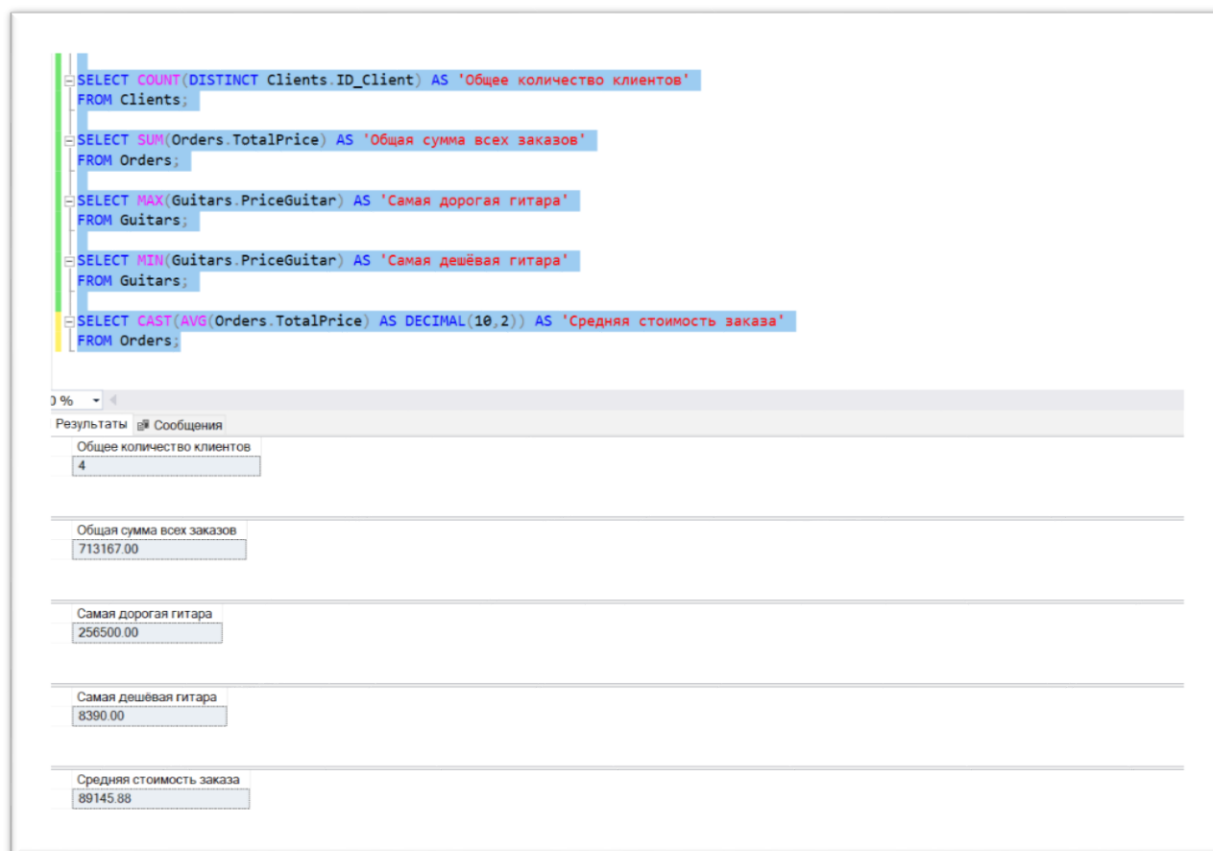 SELECT COUNT(DISTINCT Clients.ID_Client) AS 'Общее количество клиентов'
FROM Clients;
SELECT SUM(Orders.TotalPrice) AS 'Общая сумма всех заказов'
FROM Orders;
SELECT MAX(Guitars.PriceGuitar) AS 'Самая дорогая гитара'
FROM Guitars;
SELECT MIN(Guitars.PriceGuitar) AS 'Самая дешёвая гитара'
FROM Guitars;
SELECT CAST(AVG(Orders.TotalPrice) AS DECIMAL(10,2)) AS 'Средняя стоимость заказа'
FROM Orders;
%
Результаты Сообщения
Общее количество клиентов
4
Общая сумма всех заказов
713167.00
Самая дорогая гитара
256500.00
Самая дешёвая гитара
8390.00
Средняя стоимость заказа
89145.88